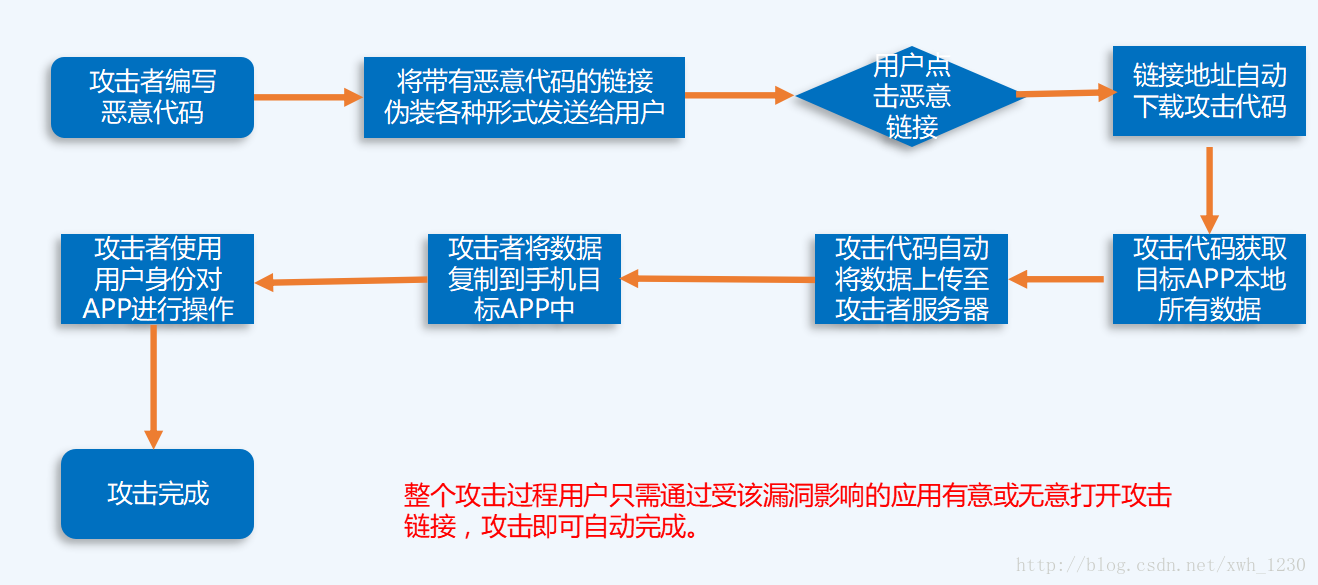 攻击者编写
恶意代码
将带有恶意代码的链接
伪装各种形式发送给用户
用户点
击恶意
链接
链接地址自动
下载攻击代码
攻击代码获取
目标APP本地
所有数据
攻击代码自动
将数据上传至
攻击者服务器
攻击者将数据
复制到手机目
标APP中
攻击者使用
用户身份对
APP进行操作
攻击完成
整个攻击过程用户只需通过受该漏洞影响的应用有意或无意打开攻击
链接，攻击即可自动完成。
http://blog.csdn.net/xwh_1230